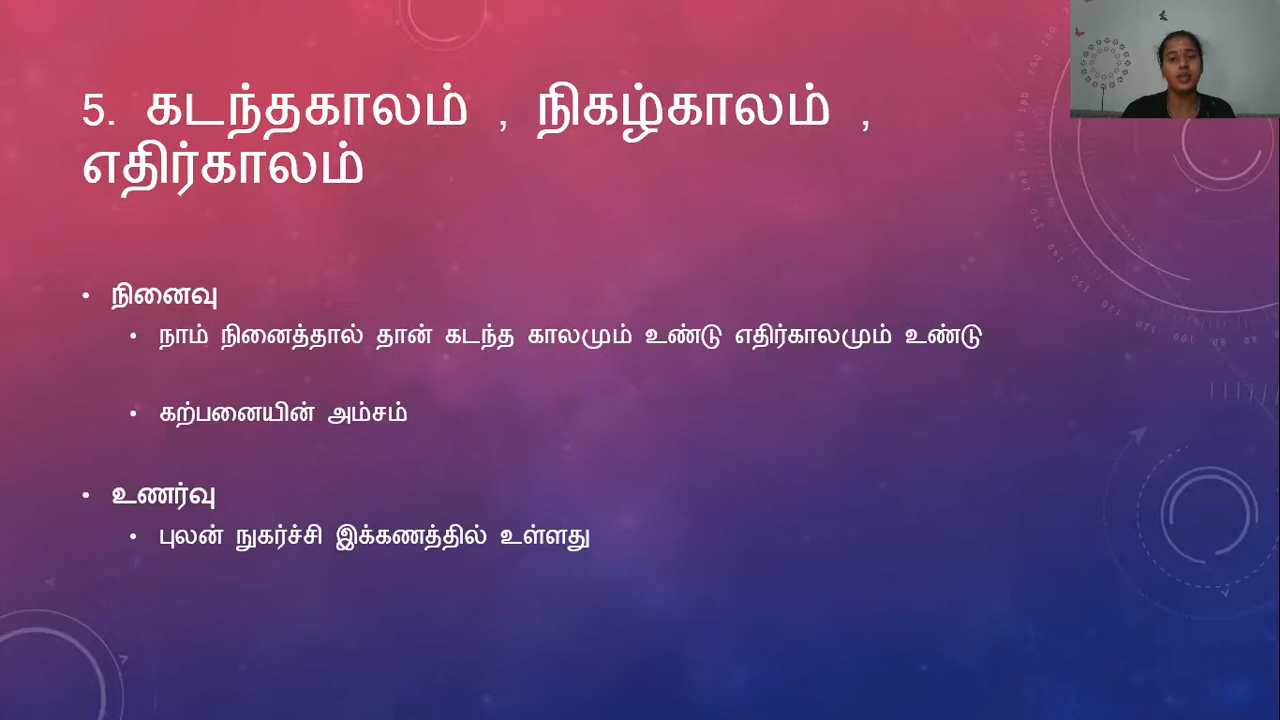 5. கடந்தகாலம் , நிகழ்காலம் ,
எதிர்காலம்
• நினைவு
• நாம் நினைத்தால் தான் கடந்த காலமும் உண்டு எதிர்காலமும் உண்டு
• கற்பனையின் அம்சம்
• உணர்வு
• புலன் நுகர்ச்சி இக்கணத்தில் உள்ளது